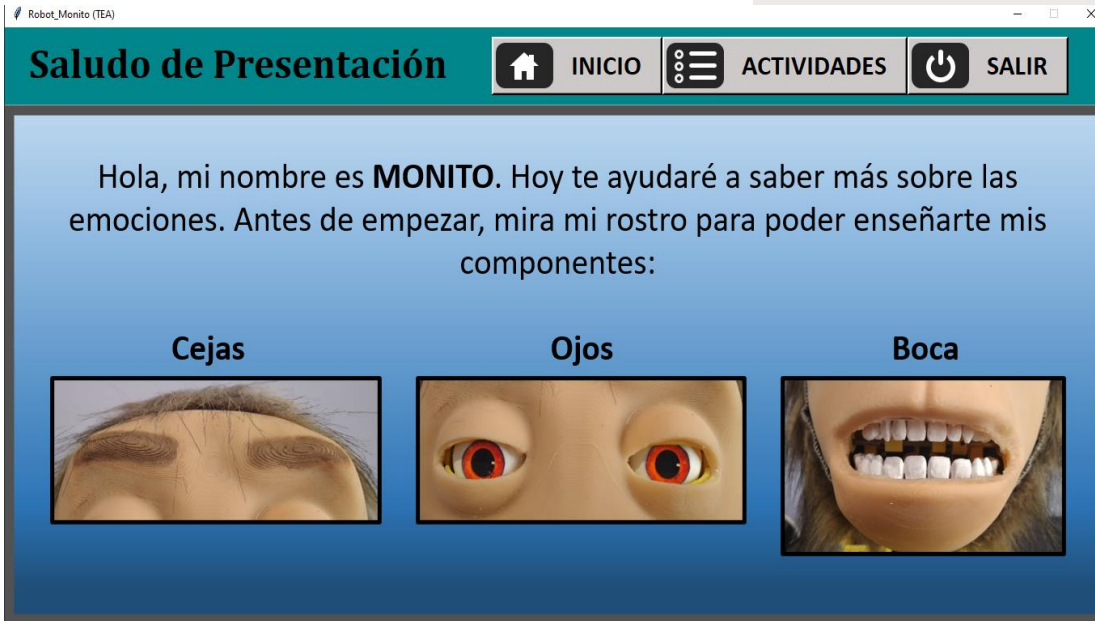 Robot_Monito (TEA)
Saludo de Presentación
INICIO
ACTIVIDADES
SALIR
Hola, mi nombre es MONITO. Hoy te ayudaré a saber más sobre las
emociones. Antes de empezar, mira mi rostro para poder enseñarte mis
componentes:
Cejas
Ojos
Boca